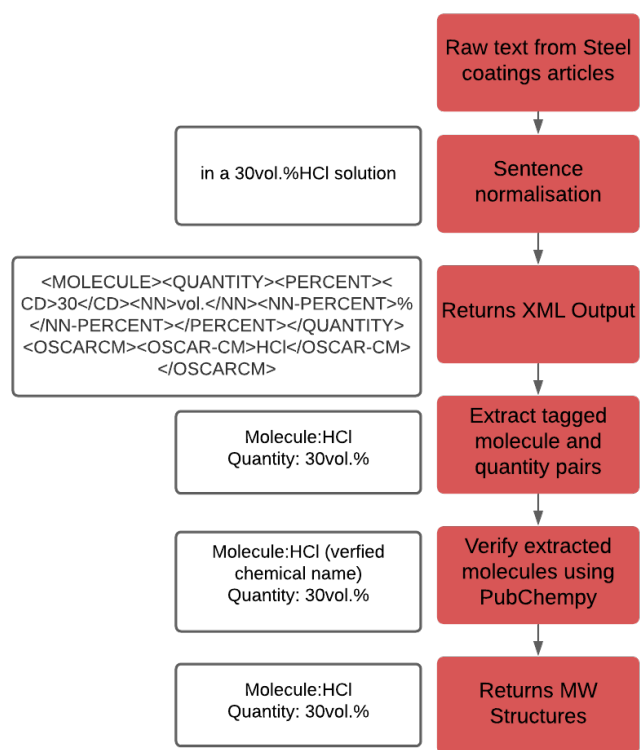 Raw text from Steel
coatings articles
in a 30vol.%HCl solution
Sentence
normalisation
<MOLECULE><QUANTITY><PERCENT><
CD>30</CD><NN>vol.</NN><NN-PERCENT>%
</NN-PERCENT></PERCENT></QUANTITY>
<OSCARCM><OSCAR-CM>HCl</OSCAR-CM>
</OSCARCM>
Returns XML Output
Molecule:HCl
Quantity: 30vol.%
Extract tagged
molecule and
quantity pairs
Molecule:HCl (verfied
chemical name)
Quantity: 30vol.%
Verify extracted
molecules using
PubChempy
Molecule:HCl
Quantity: 30vol.%
Returns MW
Structures